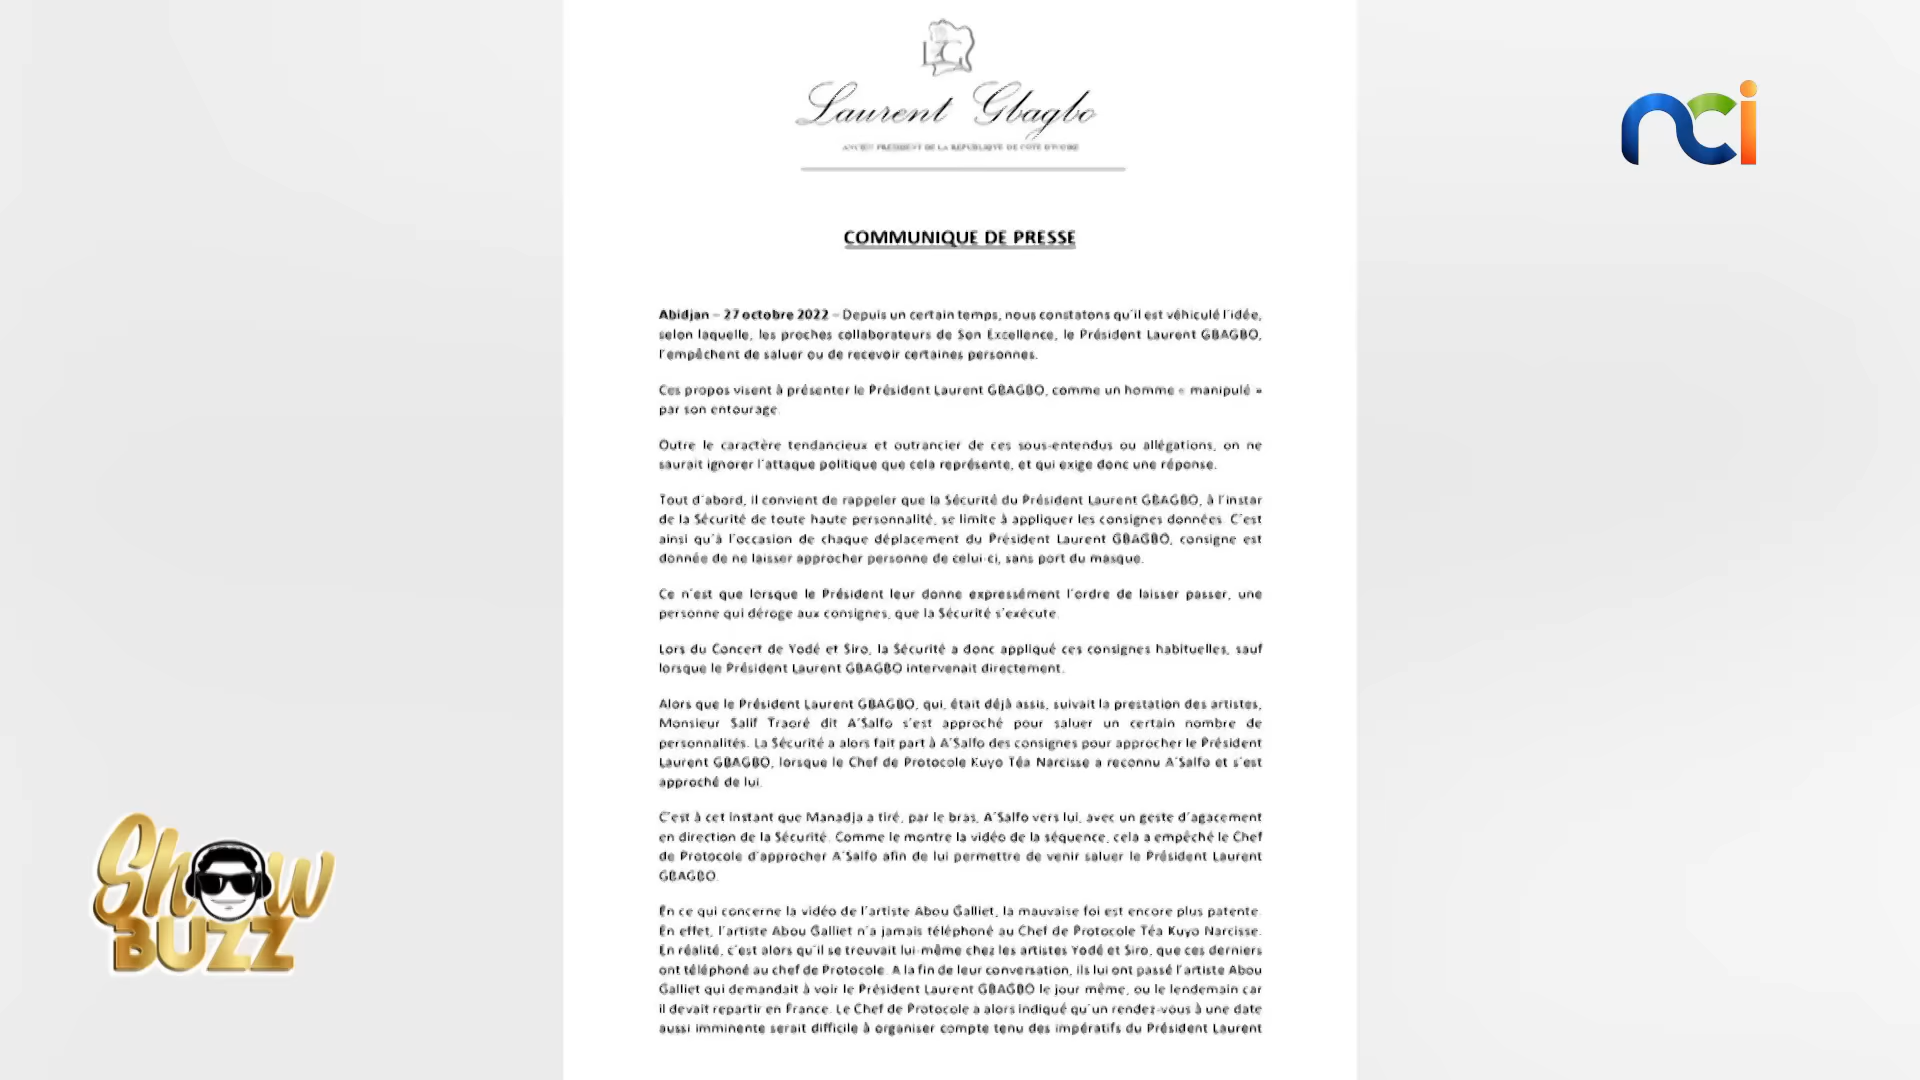 LG
Laurent Gbagbo
ANCIEN PRÉSIDENT DE LA RÉPUBLIQUE DE CÔTE D'IVOIRE
nci
COMMUNIQUE DE PRESSE
Abidjan – 27 octobre 2022 – Depuis un certain temps, nous constatons qu'il est véhiculé l'idée,
selon laquelle, les proches collaborateurs de Son Excellence, le Président Laurent GBAGBO,
l'empêchent de saluer ou de recevoir certaines personnes.
Ces propos visent à présenter le Président Laurent GBAGBO, comme un homme « manipulé »
par son entourage.
Outre le caractère tendancieux et outrancier de ces sous-entendus ou allégations, on ne
saurait ignorer l'attaque politique que cela représente, et qui exige donc une réponse.
Tout d'abord, il convient de rappeler que la Sécurité du Président Laurent GBAGBO, à l'instar
de la Sécurité de toute haute personnalité, se limite à appliquer les consignes données. C'est
ainsi qu'à l'occasion de chaque déplacement du Président Laurent GBAGBO, consigne est
donnée de ne laisser approcher personne de celui-ci, sans port du masque.
Ce n'est que lorsque le Président leur donne expressément l'ordre de laisser passer, une
personne qui déroge aux consignes, que la Sécurité s'exécute.
Lors du Concert de Yodé et Siro, la Sécurité a donc appliqué ces consignes habituelles, sauf
lorsque le Président Laurent GBAGBO intervenait directement.
Alors que le Président Laurent GBAGBO, qui, était déjà assis, suivait la prestation des artistes,
Monsieur Salif Traoré dit A'Salfo s'est approché pour saluer un certain nombre de
personnalités. La Sécurité a alors fait part à A'Salfo des consignes pour approcher le Président
Laurent GBAGBO, lorsque le Chef de Protocole Kuyo Téa Narcisse a reconnu A'Salfo et s'est
approché de lui.
C'est à cet instant que Manadja a tiré, par le bras, A'Salfo vers lui, avec un geste d'agacement
en direction de la Sécurité. Comme le montre la vidéo de la séquence, cela a empêché le Chef
de Protocole d'approcher A'Salfo afin de lui permettre de venir saluer le Président Laurent
GBAGBO.
En ce qui concerne la vidéo de l'artiste Abou Galliet, la mauvaise foi est encore plus patente.
En effet, l'artiste Abou Galliet n'a jamais téléphoné au Chef de Protocole Téa Kuyo Narcisse.
En réalité, c'est alors qu'il se trouvait lui-même chez les artistes Yodé et Siro, que ces derniers
ont téléphoné au chef de Protocole. A la fin de leur conversation, ils lui ont passé l'artiste Abou
Galliet qui demandait à voir le Président Laurent GBAGBO le jour même, ou le lendemain car
il devait repartir en France. Le Chef de Protocole a alors indiqué qu'un rendez-vous à une date
aussi imminente serait difficile à organiser compte tenu des impératifs du Président Laurent
Show
BUZZ